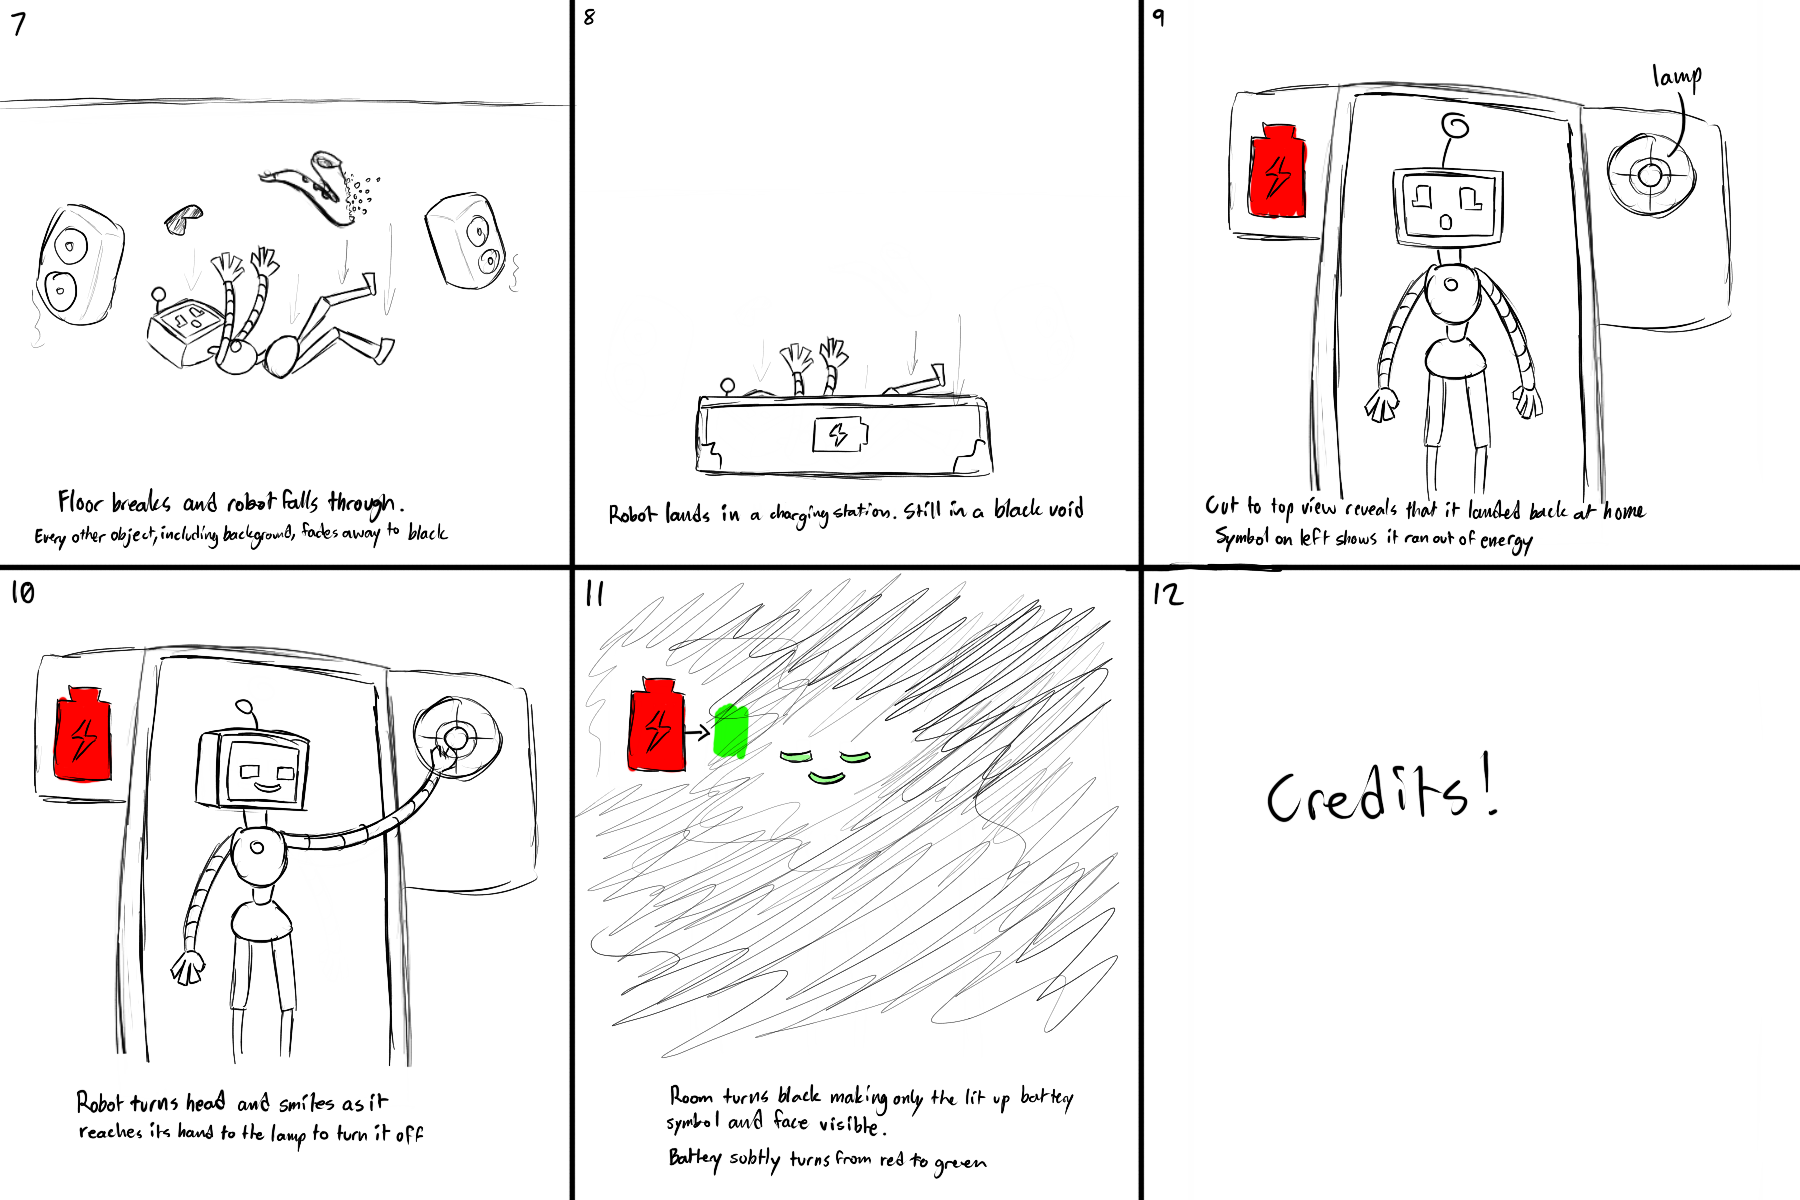 7
Floor breaks and robot falls through.
Every other object, including background, fades away to black
8
Robot lands in a charging station. Still in a black void
9
lamp
Cut to top view reveals that it landed back at home
Symbol on left shows it ran out of energy
10
Robot turns head and smiles as it
reaches its hand to the lamp to turn it off
11
Room turns black making only the lit up battery
symbol and face visible.
Battery subtly turns from red to green
12
Credits!